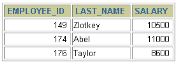 EMPLOYEE_ID LAST_NAME SALARY
149 Zlotkey 10500
174 Abel 11000
176 Taylor 8600